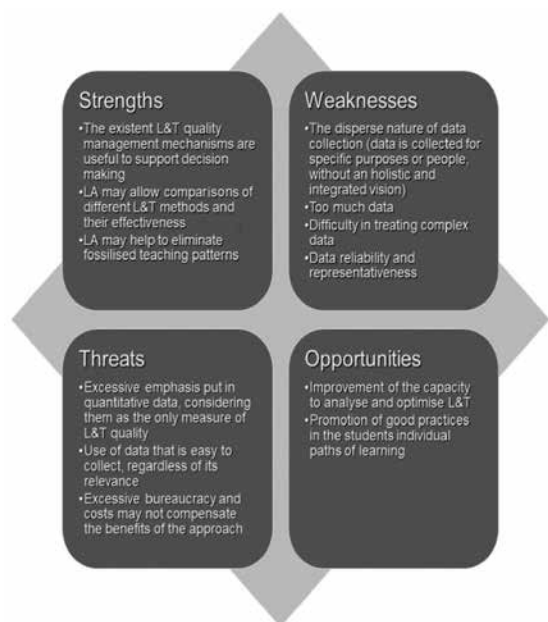 Strengths
•The existent L&T quality
management mechanisms are
useful to support decision
making
•LA may allow comparisons of
different L&T methods and
their effectiveness
•LA may help to eliminate
fossilised teaching patterns
Weaknesses
•The disperse nature of data
collection (data is collected for
specific purposes or people,
without an holistic and
integrated vision)
•Too much data
•Difficulty in treating complex
data
•Data reliability and
representativeness
Threats
•Excessive emphasis put in
quantitative data, considering
them as the only measure of
L&T quality
•Use of data that is easy to
collect, regardless of its
relevance
•Excessive bureaucracy and
costs may not compensate
the benefits of the approach
Opportunities
•Improvement of the capacity
to analyse and optimise L&T
•Promotion of good practices
in the students individual
paths of learning